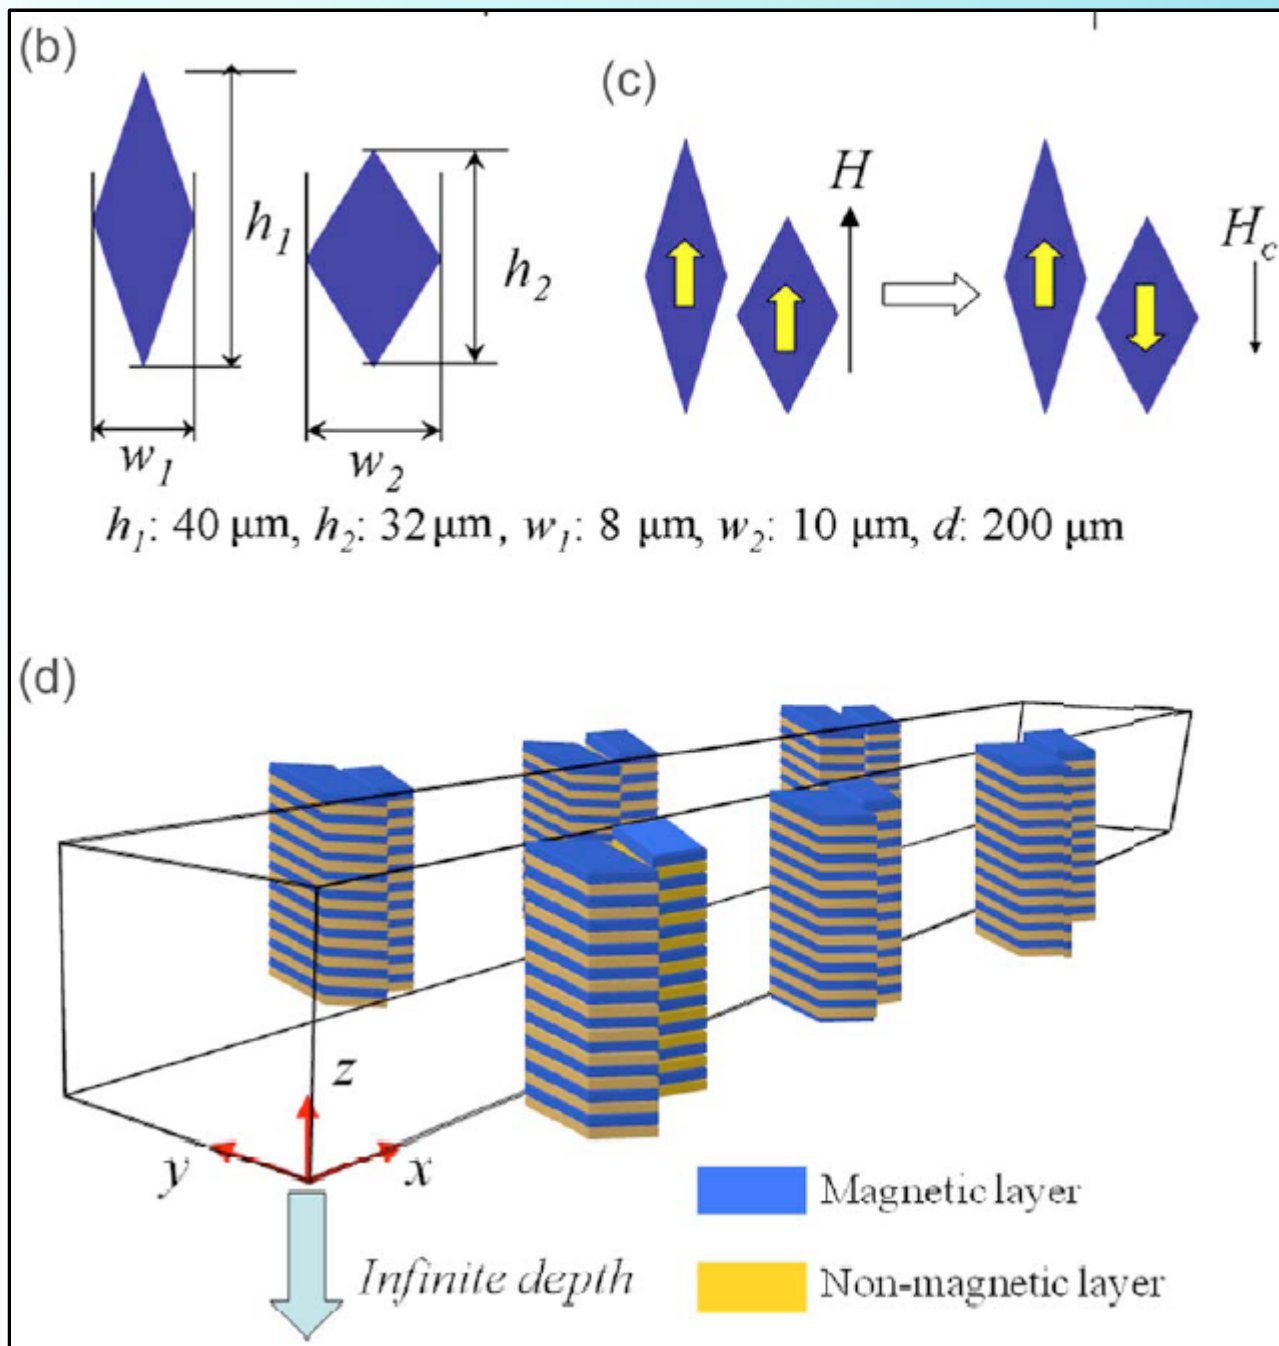 (b)
(c)
H
H_c
h_1
h_2
w_1
w_2
h_1: 40 μm, h_2: 32 μm, w_1: 8 μm, w_2: 10 μm, d: 200 μm
(d)
z
y
x
Magnetic layer
Infinite depth
Non-magnetic layer